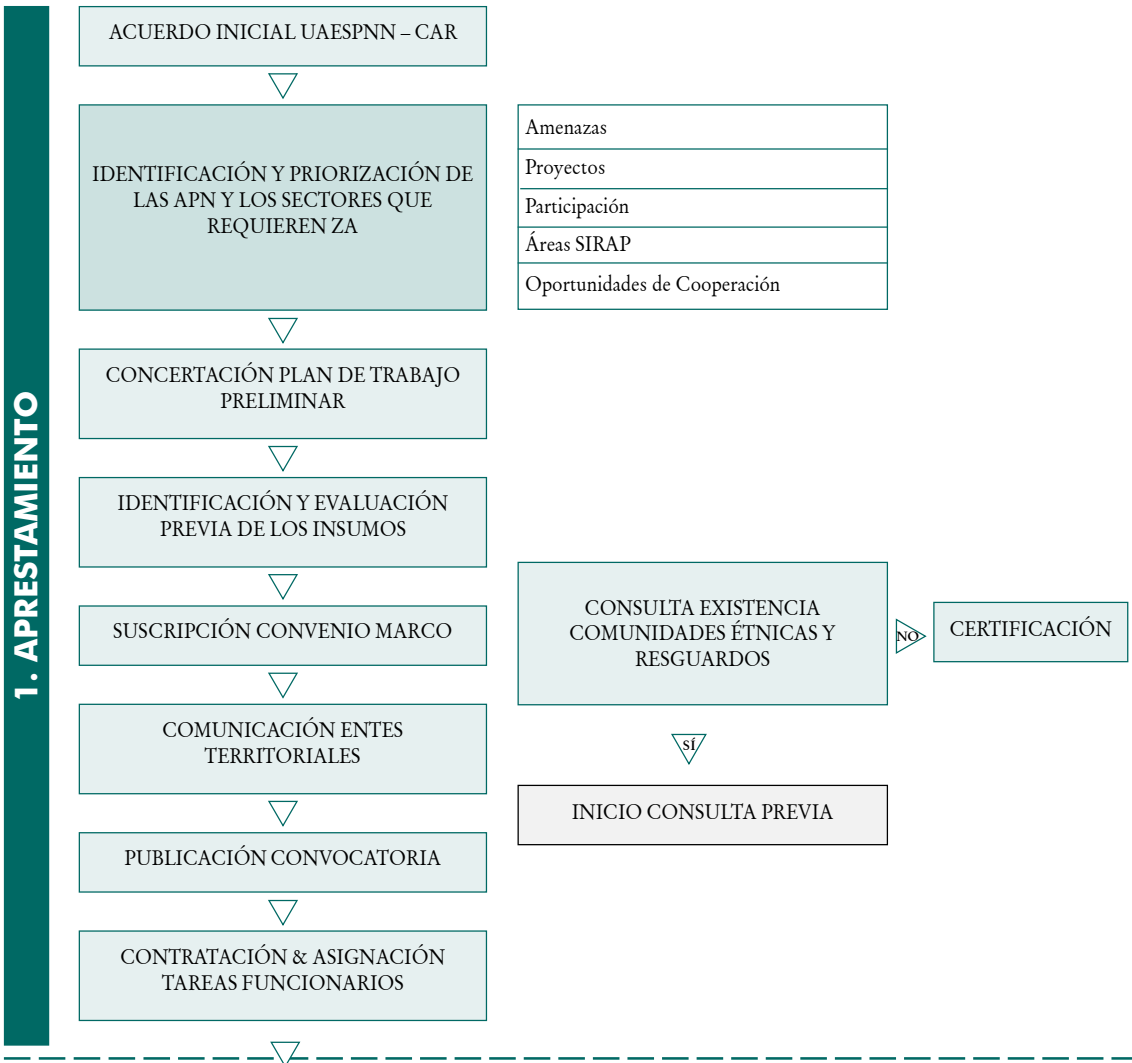 1. APRESTAMIENTO
ACUERDO INICIAL UAESPNN – CAR
IDENTIFICACIÓN Y PRIORIZACIÓN DE
LAS APN Y LOS SECTORES QUE
REQUIEREN ZA
Amenazas
Proyectos
Participación
Áreas SIRAP
Oportunidades de Cooperación
CONCERTACIÓN PLAN DE TRABAJO
PRELIMINAR
IDENTIFICACIÓN Y EVALUACIÓN
PREVIA DE LOS INSUMOS
SUSCRIPCIÓN CONVENIO MARCO
CONSULTA EXISTENCIA
COMUNIDADES ÉTNICAS Y
RESGUARDOS
NO
CERTIFICACIÓN
SÍ
INICIO CONSULTA PREVIA
COMUNICACIÓN ENTES
TERRITORIALES
PUBLICACIÓN CONVOCATORIA
CONTRATACIÓN & ASIGNACIÓN
TAREAS FUNCIONARIOS